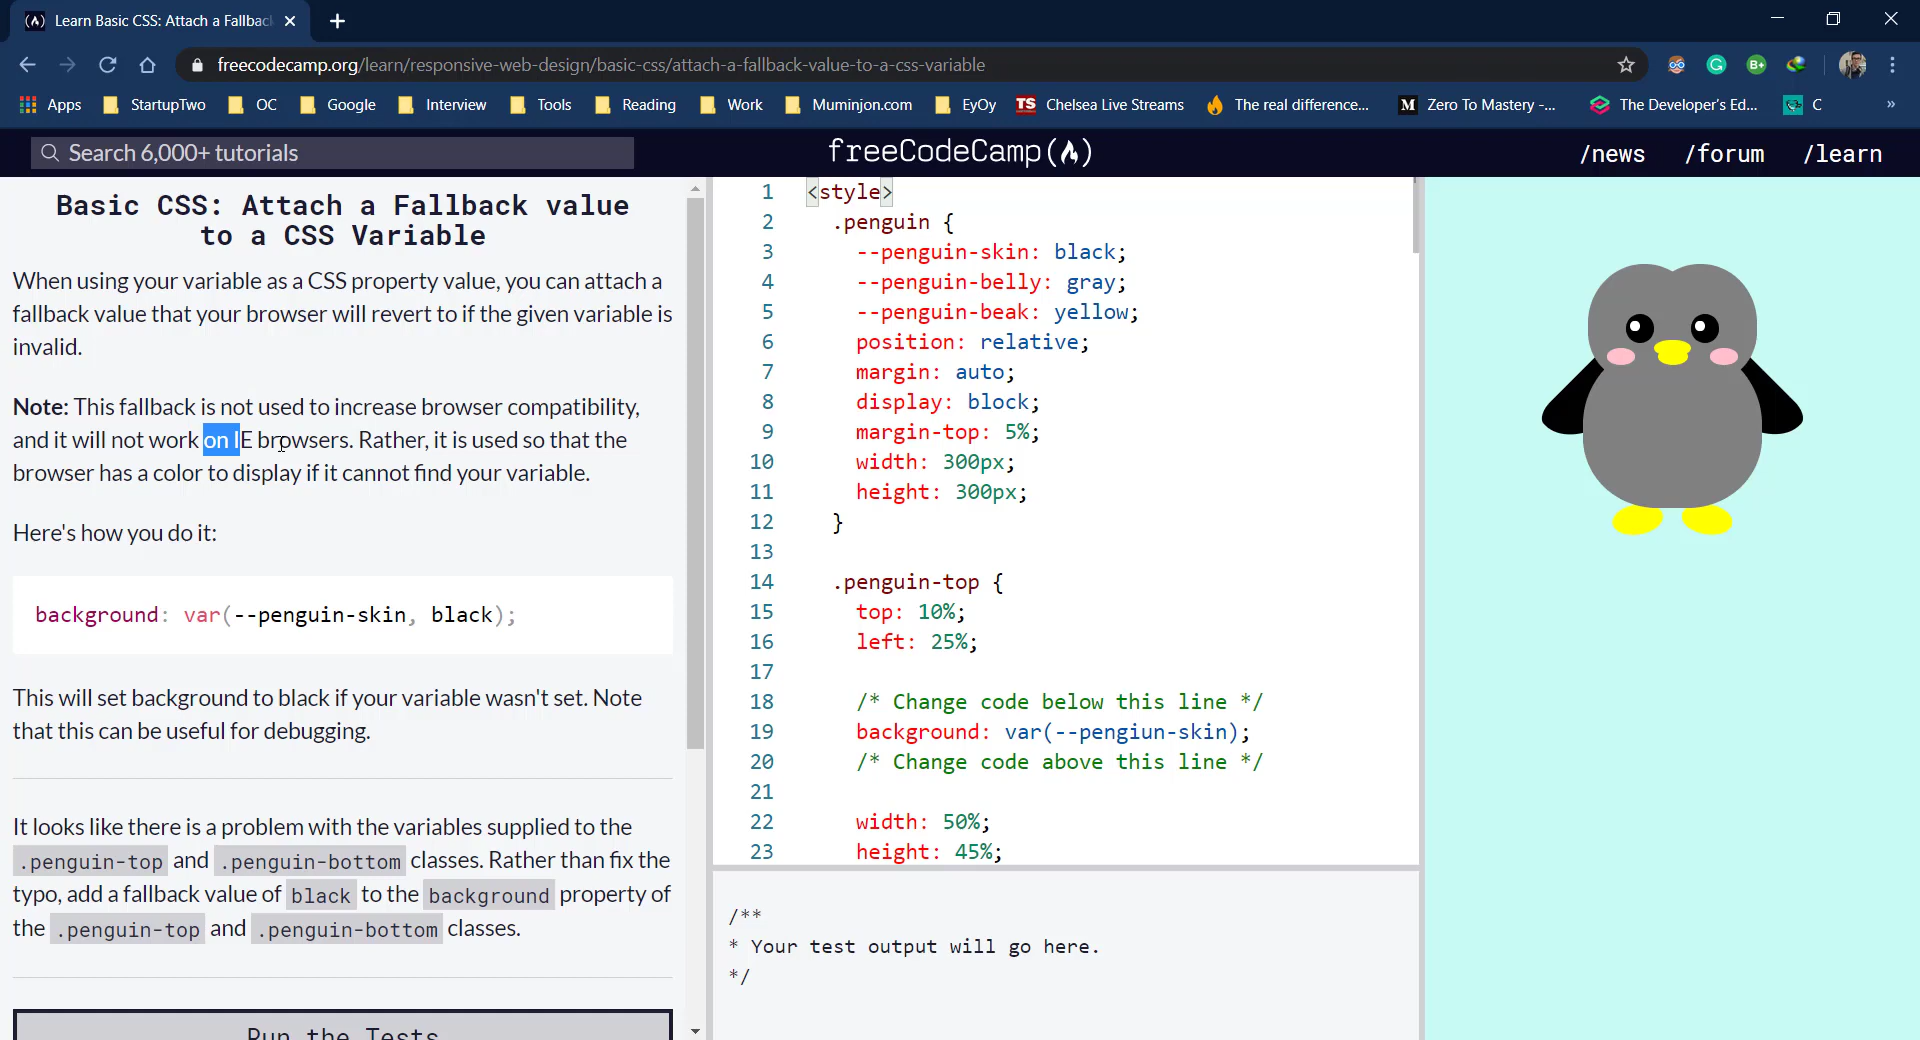 Learn Basic CSS: Attach a Fallbac
freecodecamp.org/learn/responsive-web-design/basic-css/attach-a-fallback-value-to-a-css-variable
Apps StartupTwo OC Google Interview Tools Reading Work Muminjon.com EyOy TS Chelsea Live Streams The real difference... M Zero To Mastery -... The Developer's Ed... C »
Search 6,000+ tutorials
freeCodeCamp
/news /forum /learn
Basic CSS: Attach a Fallback value
to a CSS Variable
When using your variable as a CSS property value, you can attach a
fallback value that your browser will revert to if the given variable is
invalid.
Note: This fallback is not used to increase browser compatibility,
and it will not work on IE browsers. Rather, it is used so that the
browser has a color to display if it cannot find your variable.
Here's how you do it:
background: var(--penguin-skin, black);
This will set background to black if your variable wasn't set. Note
that this can be useful for debugging.
It looks like there is a problem with the variables supplied to the
.penguin-top and .penguin-bottom classes. Rather than fix the
typo, add a fallback value of black to the background property of
the .penguin-top and .penguin-bottom classes.
Run the Tests
1 <style>
2 .penguin {
3 --penguin-skin: black;
4 --penguin-belly: gray;
5 --penguin-beak: yellow;
6 position: relative;
7 margin: auto;
8 display: block;
9 margin-top: 5%;
10 width: 300px;
11 height: 300px;
12 }
13
14 .penguin-top {
15 top: 10%;
16 left: 25%;
17
18 /* Change code below this line */
19 background: var(--pengiun-skin);
20 /* Change code above this line */
21
22 width: 50%;
23 height: 45%;
/**
* Your test output will go here.
*/